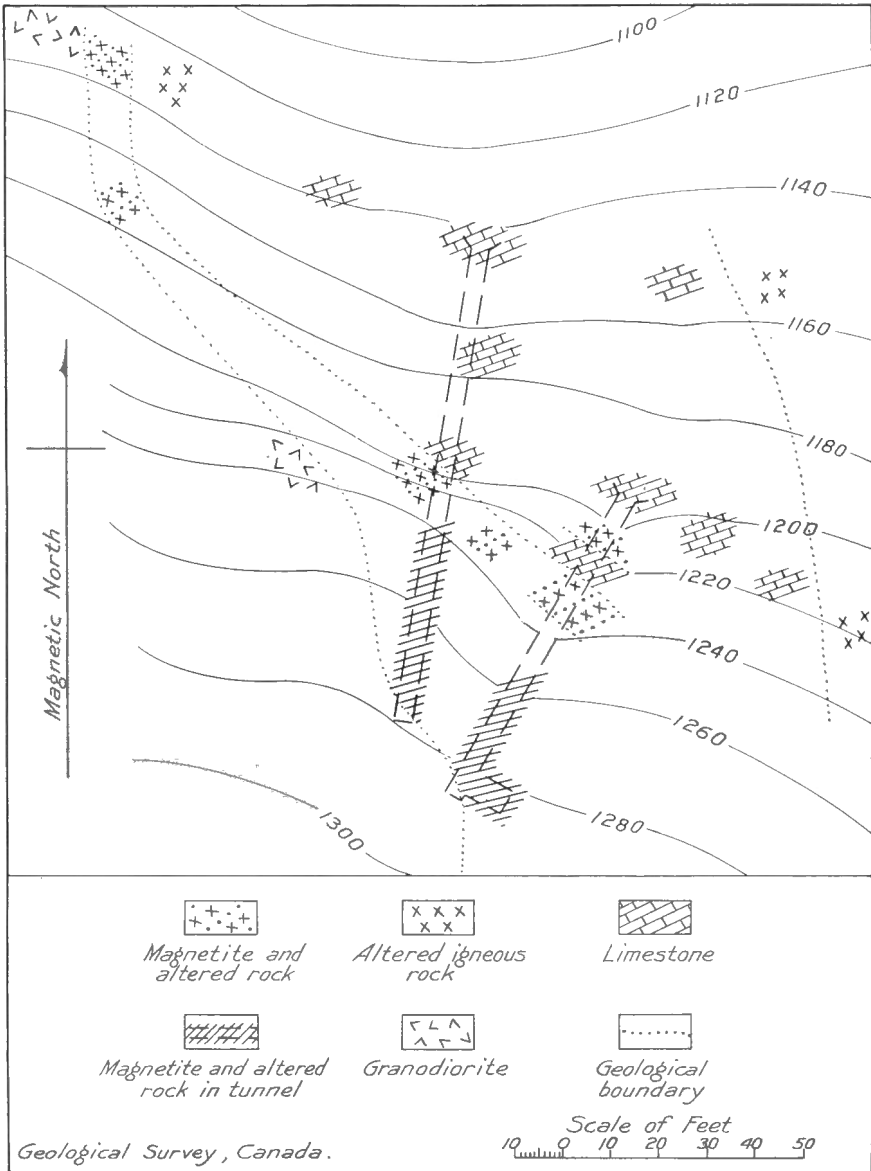 1100
1120
1140
1160
1180
1200
1220
1240
1260
1280
1300
Magnetic North
Magnetite and
altered rock
Altered igneous
rock
Limestone
Magnetite and altered
rock in tunnel
Granodiorite
Geological
boundary
Scale of Feet
10 0 10 20 30 40 50
Geological Survey, Canada.